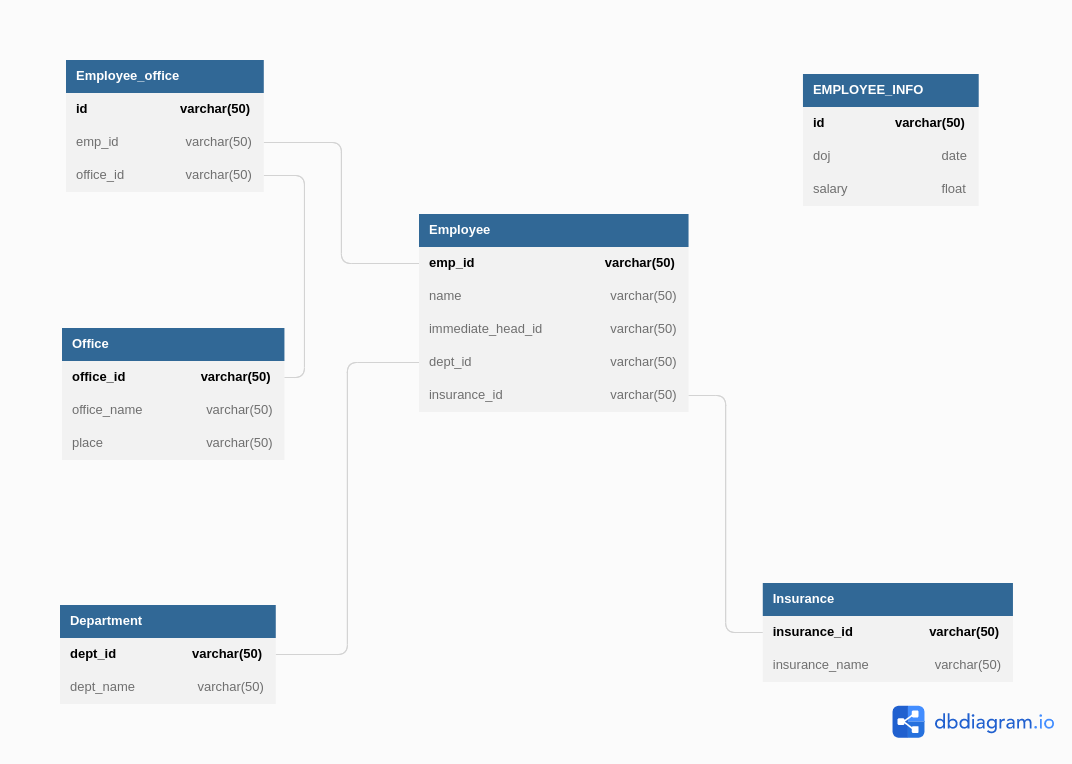 Employee_office
id varchar(50)
emp_id varchar(50)
office_id varchar(50)
EMPLOYEE_INFO
id varchar(50)
doj date
salary float
Employee
emp_id varchar(50)
name varchar(50)
immediate_head_id varchar(50)
dept_id varchar(50)
insurance_id varchar(50)
Office
office_id varchar(50)
office_name varchar(50)
place varchar(50)
Department
dept_id varchar(50)
dept_name varchar(50)
Insurance
insurance_id varchar(50)
insurance_name varchar(50)
dbdiagram.io